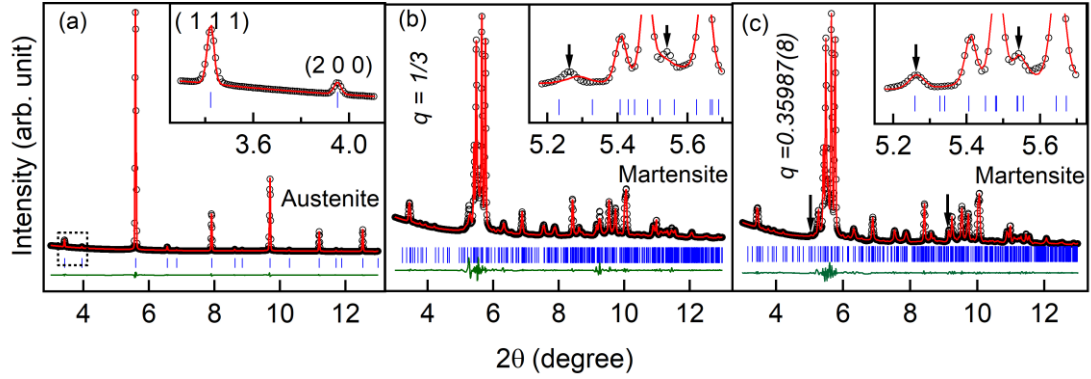 (a)
( 1 1 1 )
(2 0 0)
3.6 4.0
Austenite
Intensity (arb. unit)
4 6 8 10 12
(b)
q = 1/3
5.2 5.4 5.6
Martensite
4 6 8 10 12
(c)
q =0.35987(8)
5.2 5.4 5.6
Martensite
4 6 8 10 12
2θ (degree)